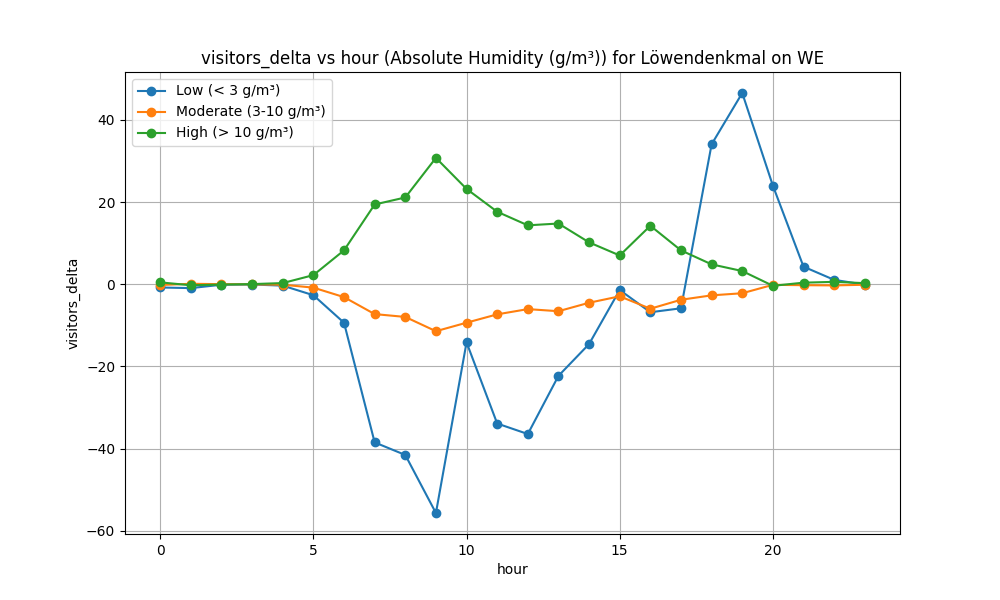 visitors_delta vs hour (Absolute Humidity (g/m³)) for Löwendenkmal on WE
Low (< 3 g/m³)
Moderate (3-10 g/m³)
High (> 10 g/m³)
40
20
0
−20
−40
−60
visitors_delta
0 5 10 15 20
hour